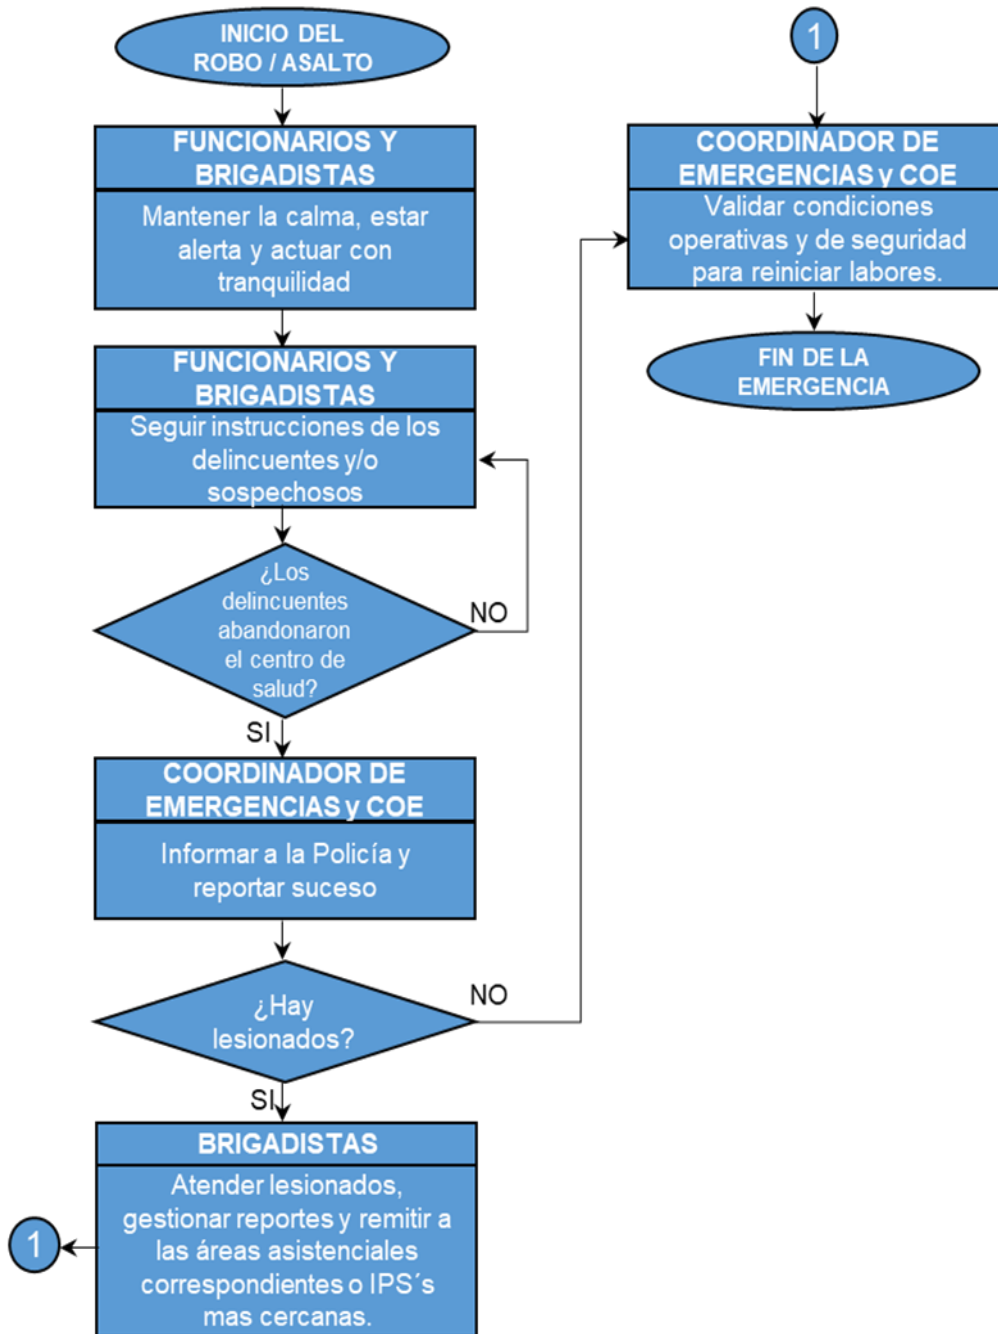 INICIO DEL
ROBO / ASALTO
FUNCIONARIOS Y
BRIGADISTAS
Mantener la calma, estar
alerta y actuar con
tranquilidad
FUNCIONARIOS Y
BRIGADISTAS
Seguir instrucciones de los
delincuentes y/o
sospechosos
¿Los
delincuentes
abandonaron
el centro de
salud?
NO
SI
COORDINADOR DE
EMERGENCIAS y COE
Informar a la Policía y
reportar suceso
¿Hay
lesionados?
NO
SI
BRIGADISTAS
Atender lesionados,
gestionar reportes y remitir a
las áreas asistenciales
correspondientes o IPS´s
mas cercanas.
1
1
COORDINADOR DE
EMERGENCIAS y COE
Validar condiciones
operativas y de seguridad
para reiniciar labores.
FIN DE LA
EMERGENCIA